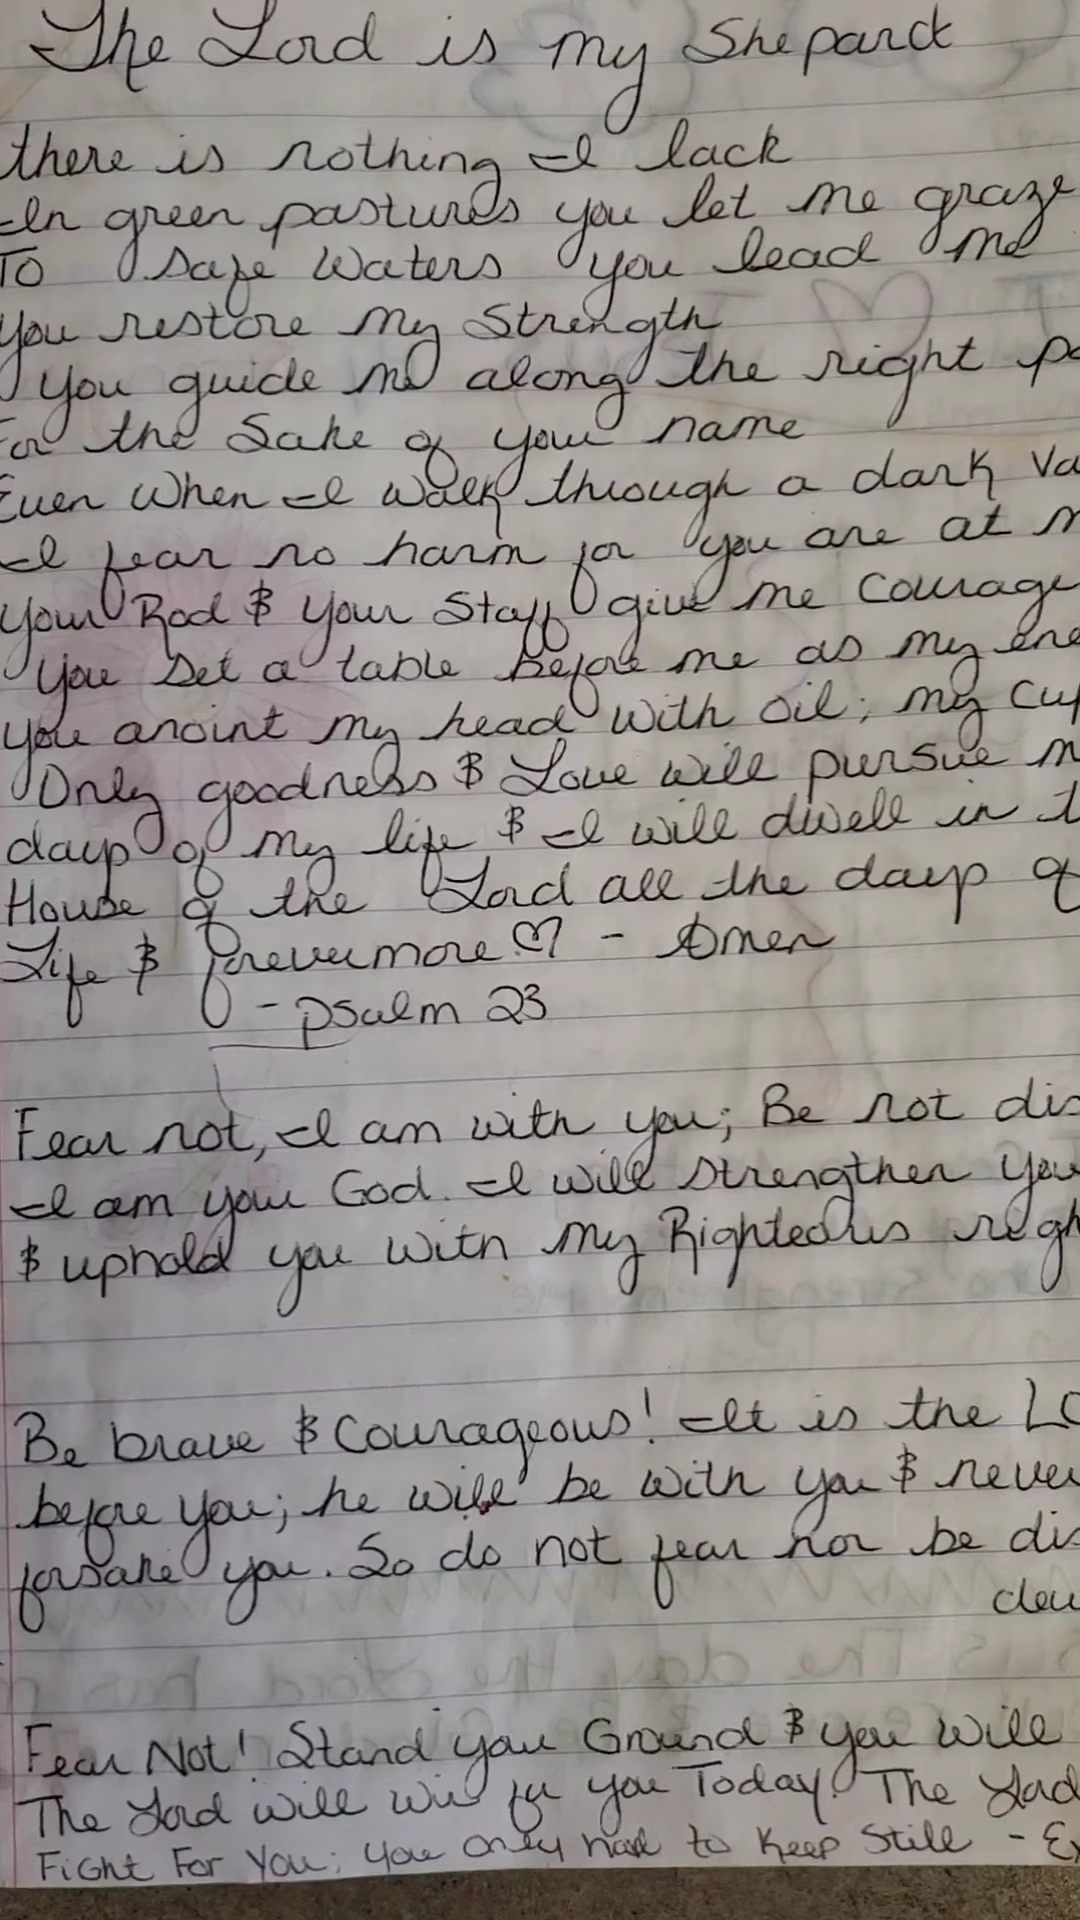 The Lord is my Shepard
there is nothing I lack
In green pastures you let me graze
To safe waters you lead me
You restore my Strength
You guide me along the right
For the Sake of your name
Even when I walk through a dark
I fear no harm for you are at
your Rod & your Staff give me courage
You set a table before me as my
you anoint my head with oil; my cup
Only goodness & Love will pursue
days of my life & I will dwell in
House of the Lord all the days of
Life & forevermore ♡ - Amen
- psalm 23
Fear not, I am with you; Be not
I am your God. I will strengthen you
& uphold you with my Righteous
Be brave & Courageous! It is the
before you; he will be with you & never
forsake you. So do not fear nor be
Fear Not! Stand your Ground & you will
The Lord will win for you Today. The Lord
Fight For You; you only have to Keep Still -